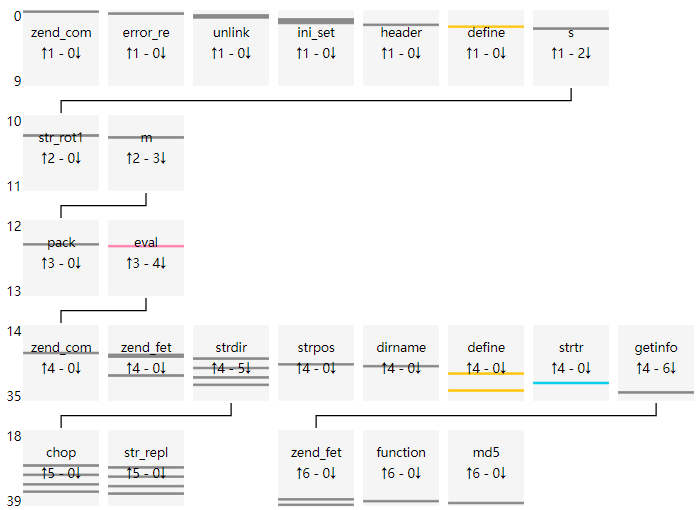 0
zend_com error_re unlink ini_set header define s
↑1 - 0↓ ↑1 - 0↓ ↑1 - 0↓ ↑1 - 0↓ ↑1 - 0↓ ↑1 - 0↓ ↑1 - 2↓
9
10
str_rot1 m
↑2 - 0↓ ↑2 - 3↓
11
12
pack eval
↑3 - 0↓ ↑3 - 4↓
13
14
zend_com zend_fet strdir strpos dirname define strtr getinfo
↑4 - 0↓ ↑4 - 0↓ ↑4 - 5↓ ↑4 - 0↓ ↑4 - 0↓ ↑4 - 0↓ ↑4 - 0↓ ↑4 - 6↓
35
18
chop str_repl zend_fet function md5
↑5 - 0↓ ↑5 - 0↓ ↑6 - 0↓ ↑6 - 0↓ ↑6 - 0↓
39